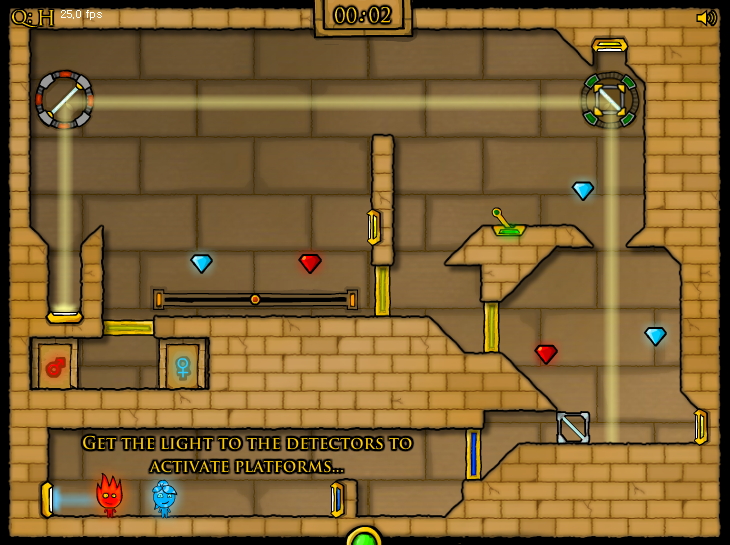 Q: H 25,0 fps
00:02
GET THE LIGHT TO THE DETECTORS TO
ACTIVATE PLATFORMS...